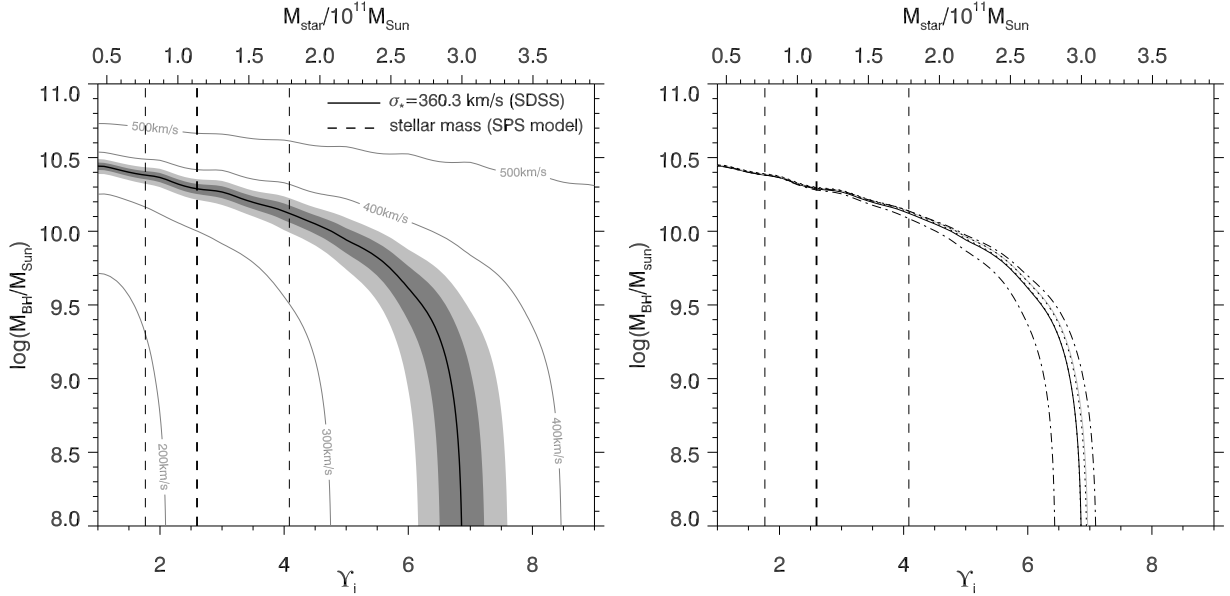 M_star/10^11 M_Sun
0.5 1.0 1.5 2.0 2.5 3.0 3.5
σ_*=360.3 km/s (SDSS)
stellar mass (SPS model)
500km/s
500km/s
400km/s
400km/s
300km/s
200km/s
11.0
10.5
10.0
9.5
9.0
8.5
8.0
log(M_BH/M_Sun)
2 4 6 8
ϒ_i
M_star/10^11 M_Sun
0.5 1.0 1.5 2.0 2.5 3.0 3.5
11.0
10.5
10.0
9.5
9.0
8.5
8.0
log(M_BH/M_sun)
2 4 6 8
ϒ_i